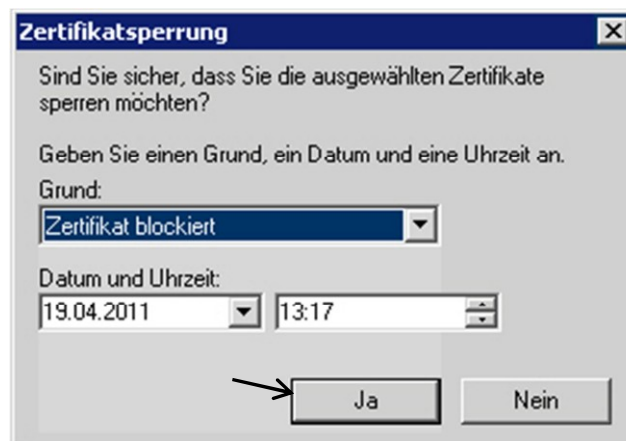 Zertifikatsperrung
Sind Sie sicher, dass Sie die ausgewählten Zertifikate
sperren möchten?
Geben Sie einen Grund, ein Datum und eine Uhrzeit an.
Grund:
Zertifikat blockiert
Datum und Uhrzeit:
19.04.2011 13:17
Ja Nein